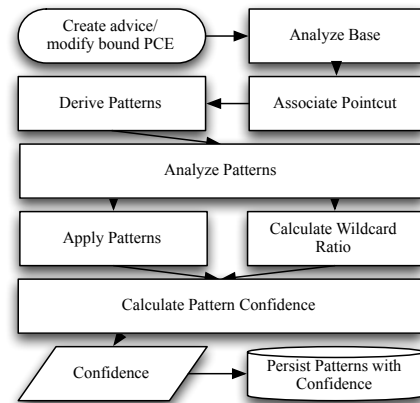 Create advice/
modify bound PCE
Analyze Base
Derive Patterns
Associate Pointcut
Analyze Patterns
Apply Patterns
Calculate Wildcard
Ratio
Calculate Pattern Confidence
Confidence
Persist Patterns with
Confidence